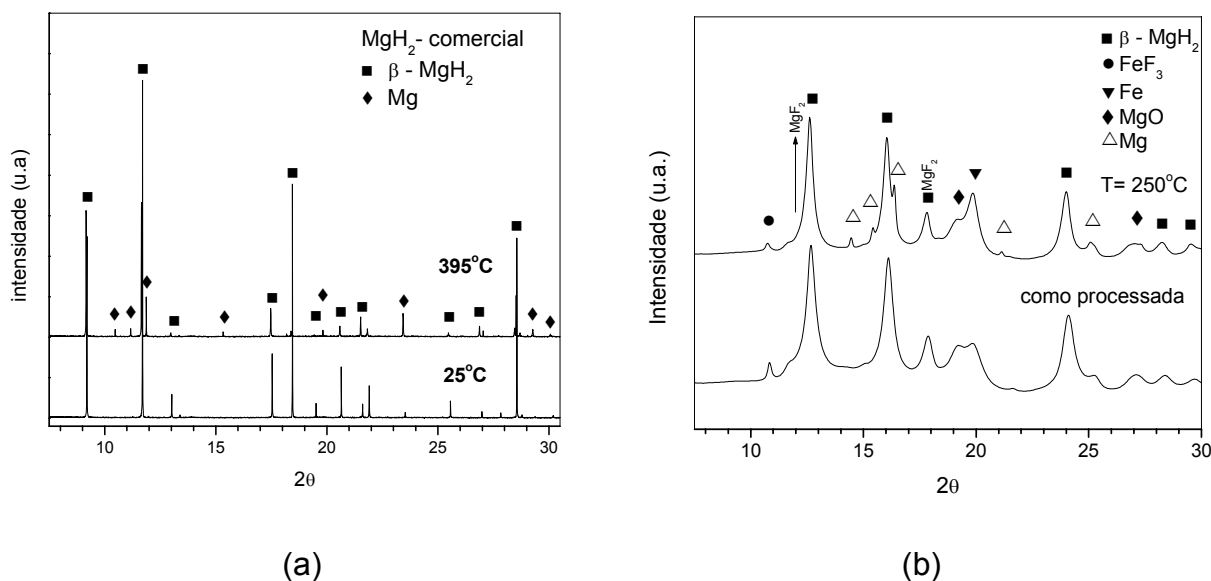 MgH₂- comercial
■ β - MgH₂
♦ Mg
395°C
25°C
intensidade (u.a)
10 15 20 25 30
2θ
(a)
■ β - MgH₂
● FeF₃
▼ Fe
♦ MgO
△ Mg
T= 250°C
MgF₂
MgF₂
como processada
Intensidade (u.a.)
10 15 20 25 30
2θ
(b)